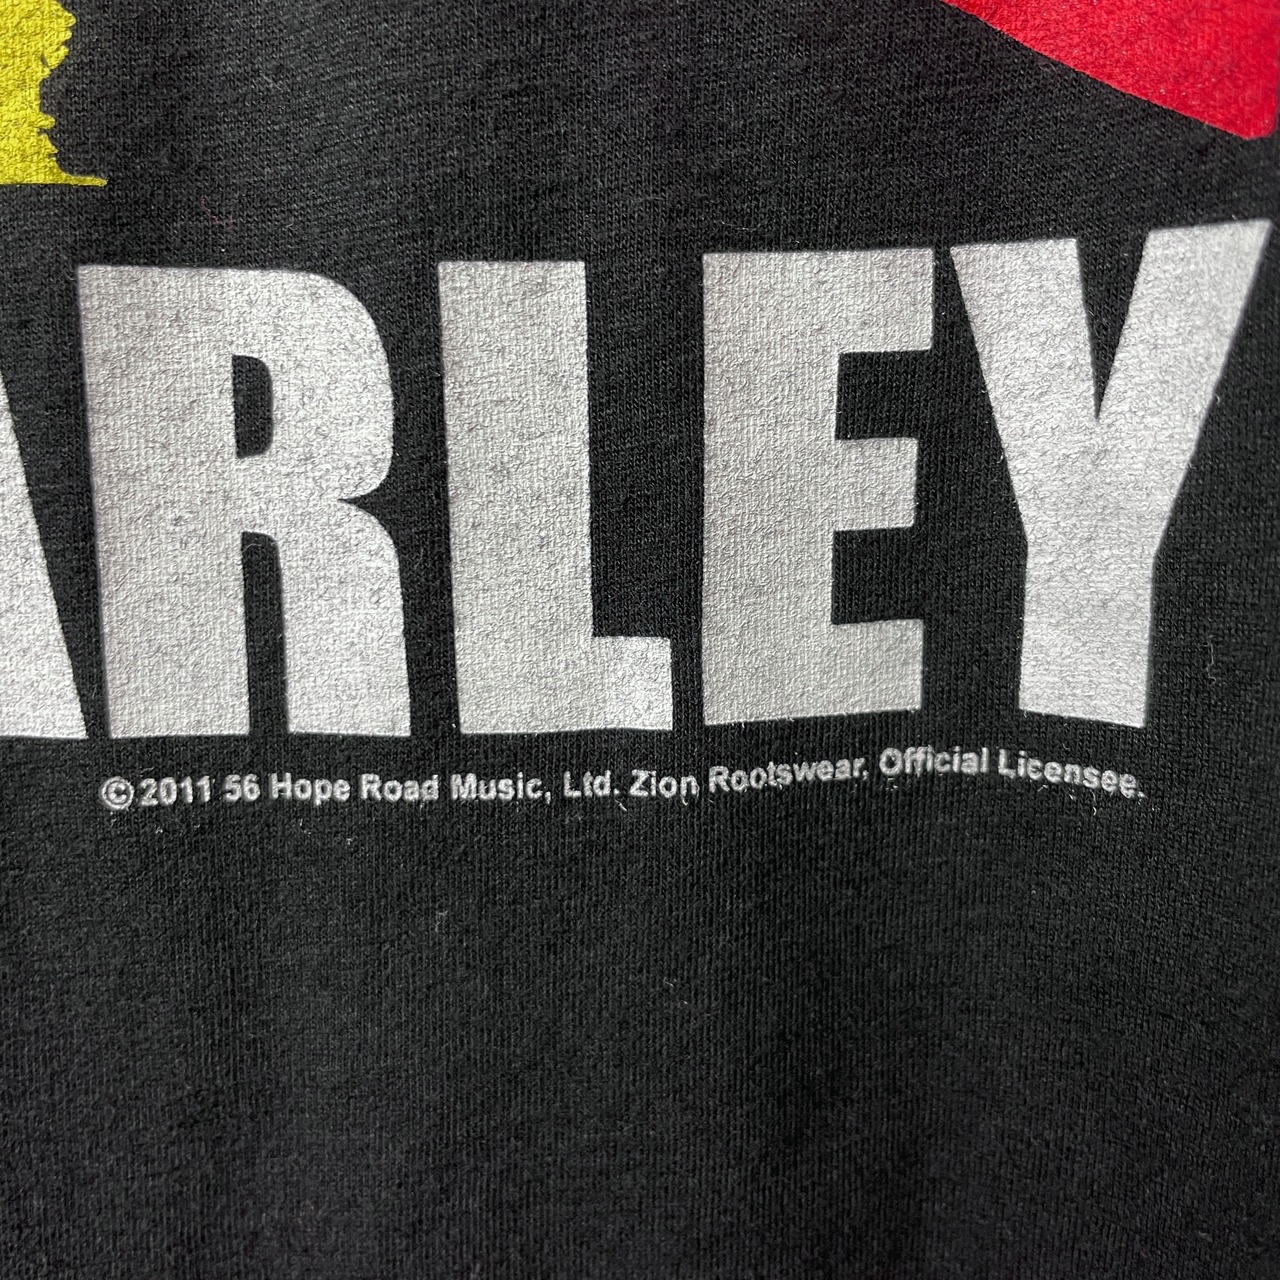 ARLEY
© 2011 56 Hope Road Music, Ltd. Zion Rootswear, Official Licensee.